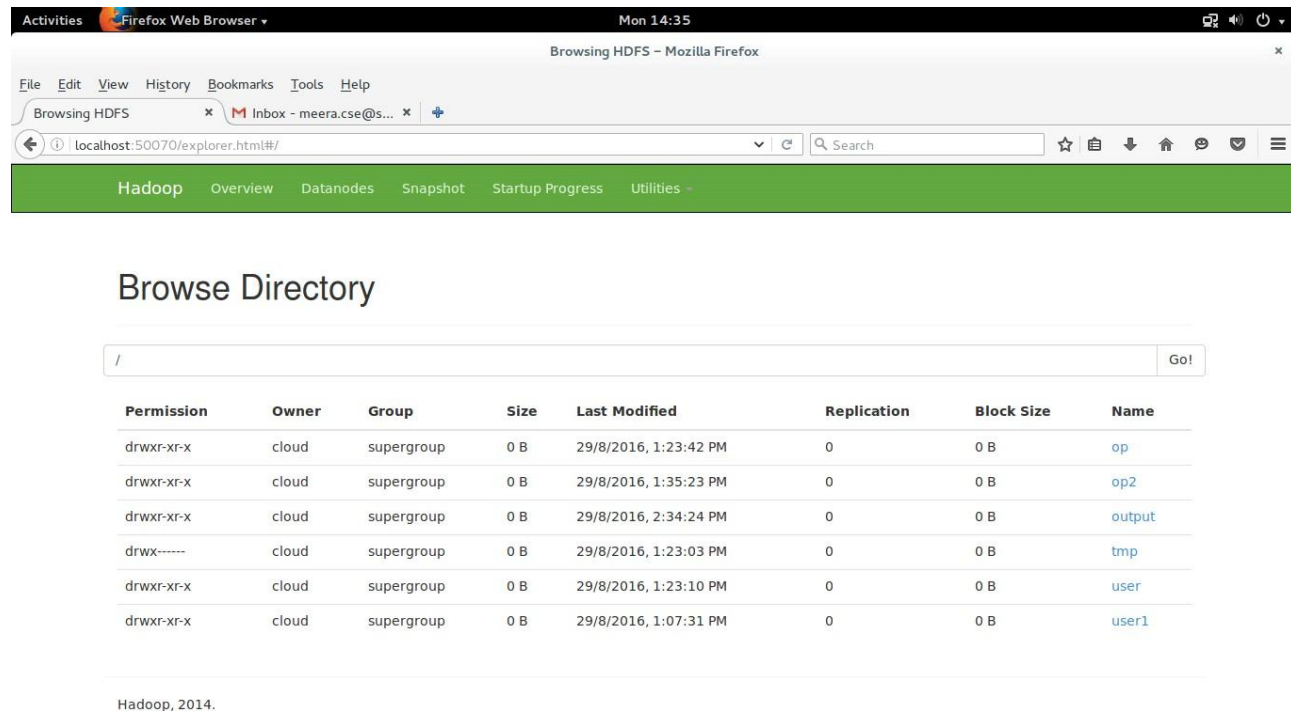 Activities Firefox Web Browser Mon 14:35
Browsing HDFS - Mozilla Firefox
File Edit View History Bookmarks Tools Help
Browsing HDFS Inbox - meera.cse@s...
localhost:50070/explorer.html#/ Search
Hadoop Overview Datanodes Snapshot Startup Progress Utilities
Browse Directory
/ Go!
Permission Owner Group Size Last Modified Replication Block Size Name
drwxr-xr-x cloud supergroup 0 B 29/8/2016, 1:23:42 PM 0 0 B op
drwxr-xr-x cloud supergroup 0 B 29/8/2016, 1:35:23 PM 0 0 B op2
drwxr-xr-x cloud supergroup 0 B 29/8/2016, 2:34:24 PM 0 0 B output
drwx------ cloud supergroup 0 B 29/8/2016, 1:23:03 PM 0 0 B tmp
drwxr-xr-x cloud supergroup 0 B 29/8/2016, 1:23:10 PM 0 0 B user
drwxr-xr-x cloud supergroup 0 B 29/8/2016, 1:07:31 PM 0 0 B user1
Hadoop, 2014.